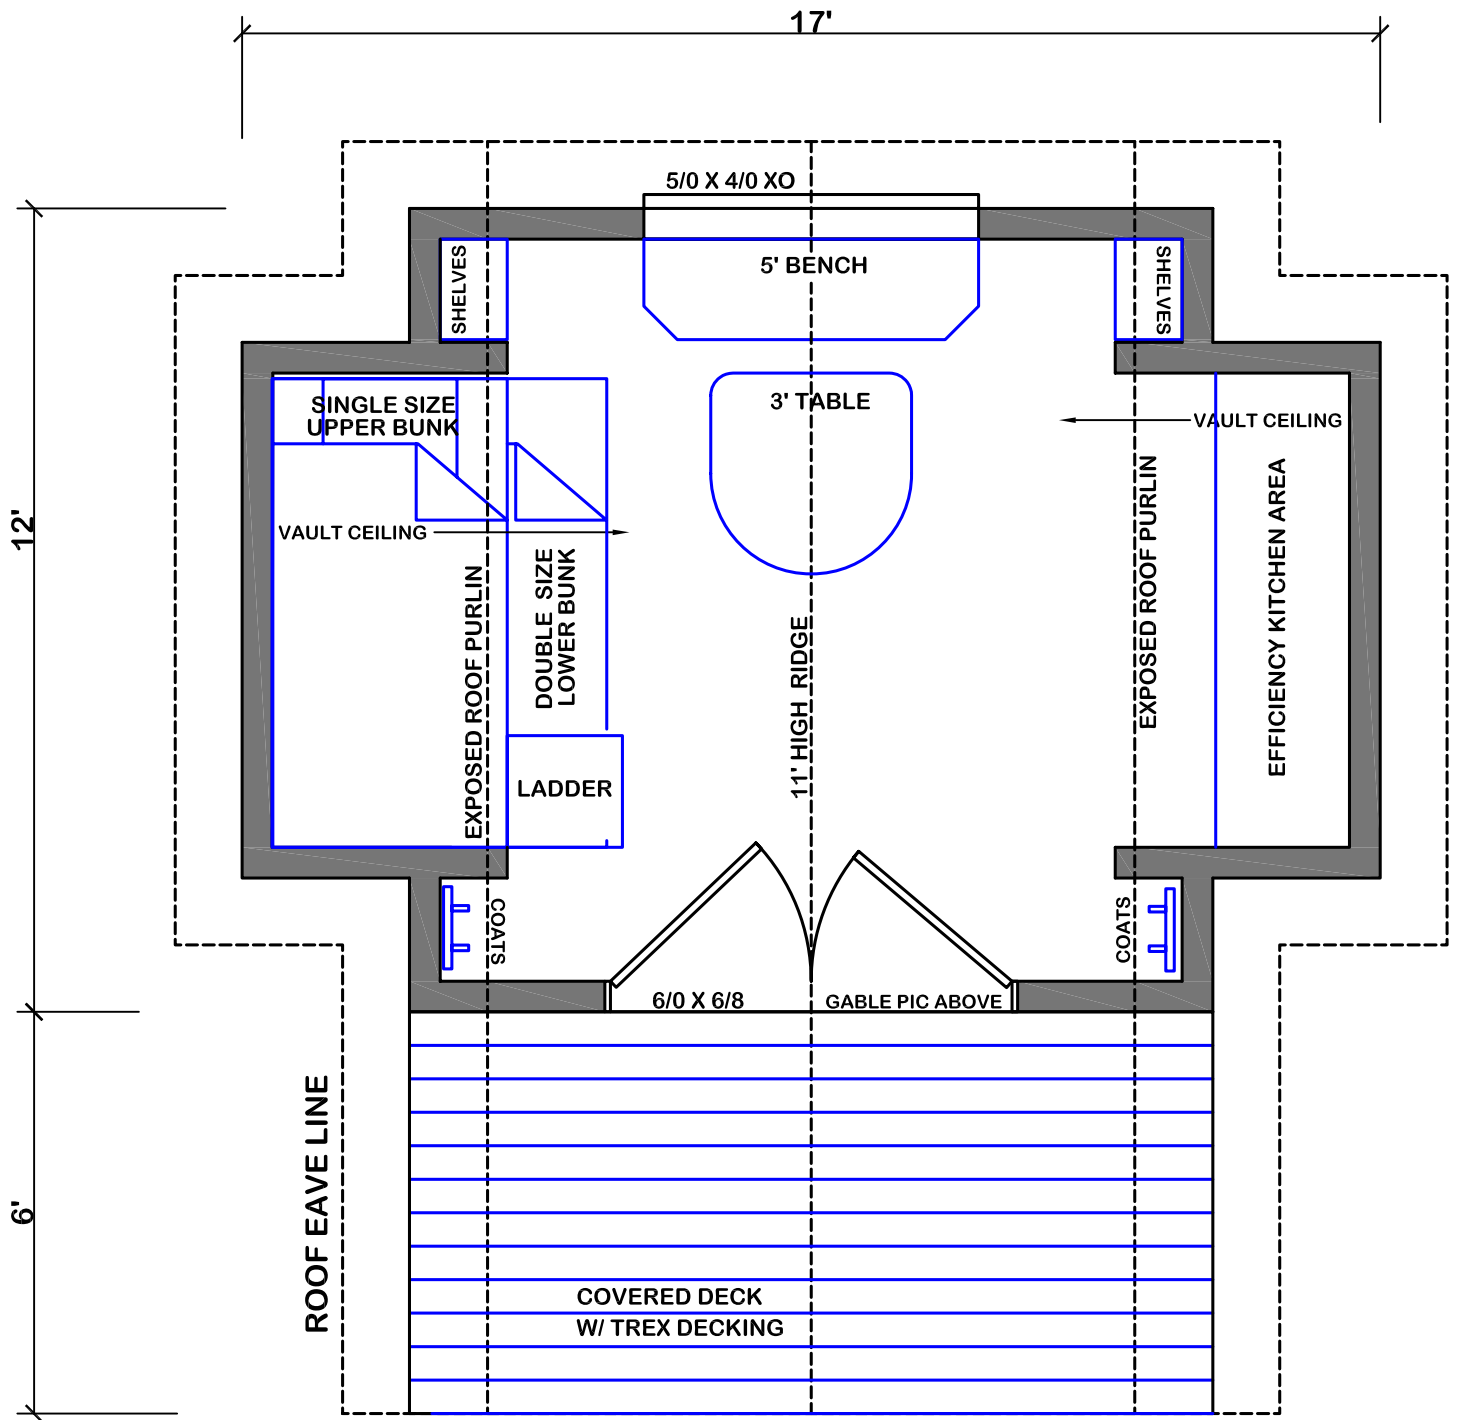 17'
5/0 X 4/0 XO
SHELVES
5' BENCH
SHELVES
SINGLE SIZE
UPPER BUNK
3' TABLE
VAULT CEILING
VAULT CEILING
12'
EXPOSED ROOF PURLIN
DOUBLE SIZE
LOWER BUNK
11' HIGH RIDGE
EXPOSED ROOF PURLIN
EFFICIENCY KITCHEN AREA
LADDER
COATS
COATS
6/0 X 6/8
GABLE PIC ABOVE
6'
ROOF EAVE LINE
COVERED DECK
W/ TREX DECKING